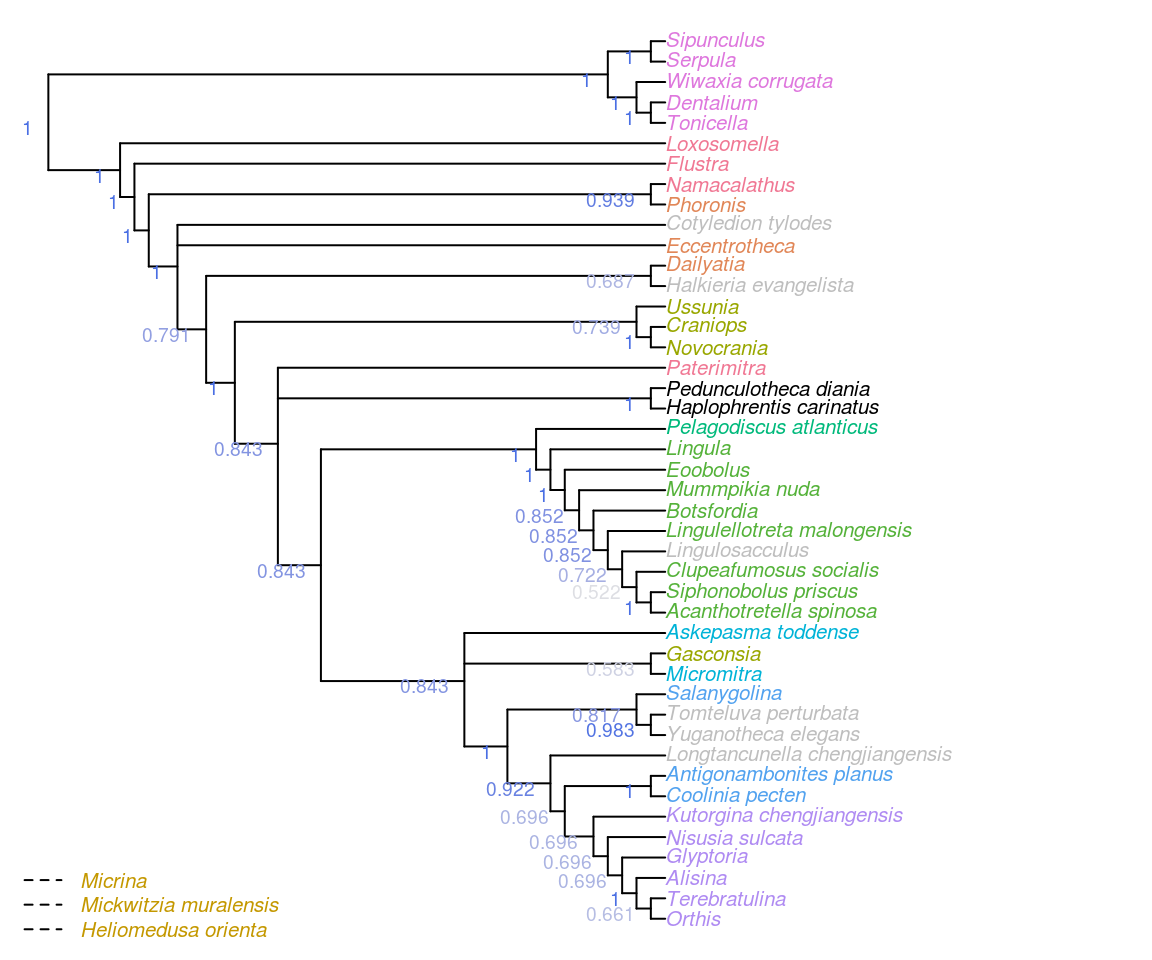 Sipunculus
1
Serpula
1
Wiwaxia corrugata
1
Dentalium
1
Tonicella
1
Loxosomella
Flustra
1
Namacalathus
1
0.939
Phoronis
Cotyledion tylodes
1
Eccentrotheca
Dailyatia
1
0.687
Halkieria evangelista
Ussunia
0.739
Craniops
0.791
1
Novocrania
Paterimitra
1
Pedunculotheca diania
1
Haplophrentis carinatus
Pelagodiscus atlanticus
0.843
1
Lingula
Eoobolus
1
Mummpikia nuda
1
Botsfordia
0.852
Lingulellotreta malongensis
0.852
Lingulosacculus
0.852
Clupeafumosus socialis
0.843
0.722
Siphonobolus priscus
0.522
Acanthotretella spinosa
1
Askepasma toddense
Gasconsia
0.583
Micromitra
0.843
Salanygolina
Tomteluva perturbata
0.817
0.983
Yuganotheca elegans
1
Longtancunella chengjiangensis
Antigonambonites planus
0.922
1
Coolinia pecten
0.696
Kutorgina chengjiangensis
0.696
Nisusia sulcata
0.696
Glyptoria
0.696
Alisina
1
Terebratulina
0.661
Orthis
Micrina
Mickwitzia muralensis
Heliomedusa orienta